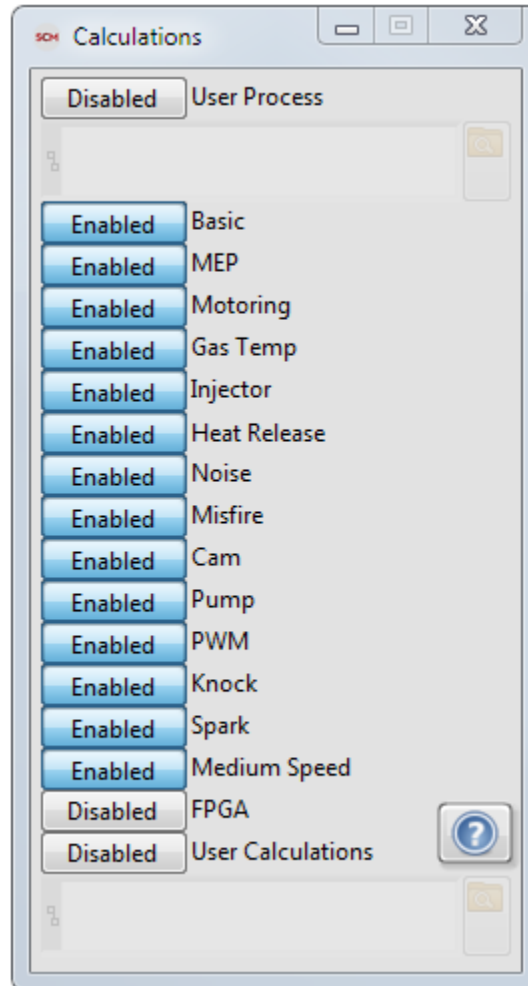 SCM Calculations
Disabled User Process
Enabled Basic
Enabled MEP
Enabled Motoring
Enabled Gas Temp
Enabled Injector
Enabled Heat Release
Enabled Noise
Enabled Misfire
Enabled Cam
Enabled Pump
Enabled PWM
Enabled Knock
Enabled Spark
Enabled Medium Speed
Disabled FPGA
Disabled User Calculations
?